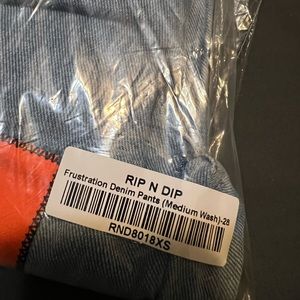 RIP N DIP
Frustration Denim Pants (Medium Wash)-28
RND8018XS